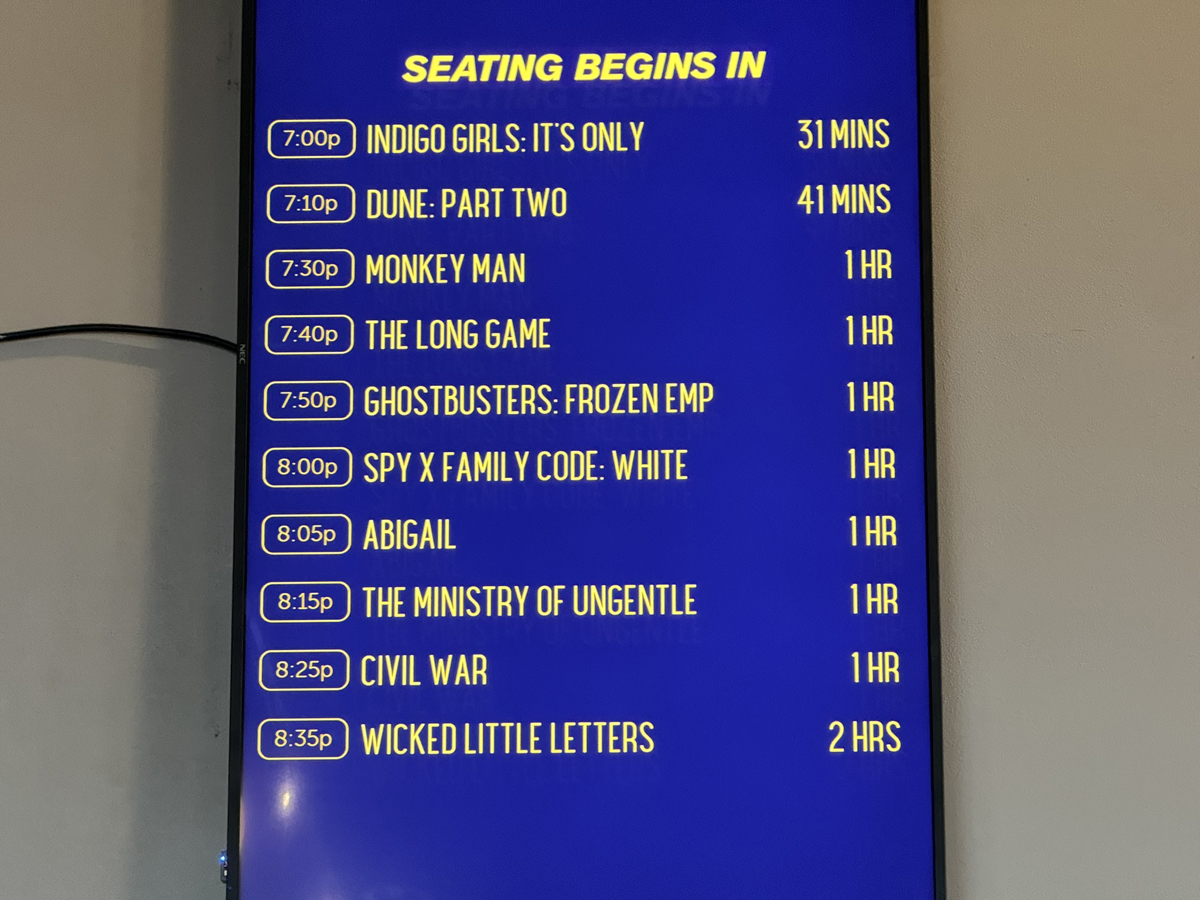 SEATING BEGINS IN
7:00p INDIGO GIRLS: IT'S ONLY 31 MINS
7:10p DUNE: PART TWO 41 MINS
7:30p MONKEY MAN 1 HR
7:40p THE LONG GAME 1 HR
7:50p GHOSTBUSTERS: FROZEN EMP 1 HR
8:00p SPY X FAMILY CODE: WHITE 1 HR
8:05p ABIGAIL 1 HR
8:15p THE MINISTRY OF UNGENTLE 1 HR
8:25p CIVIL WAR 1 HR
8:35p WICKED LITTLE LETTERS 2 HRS
NEC